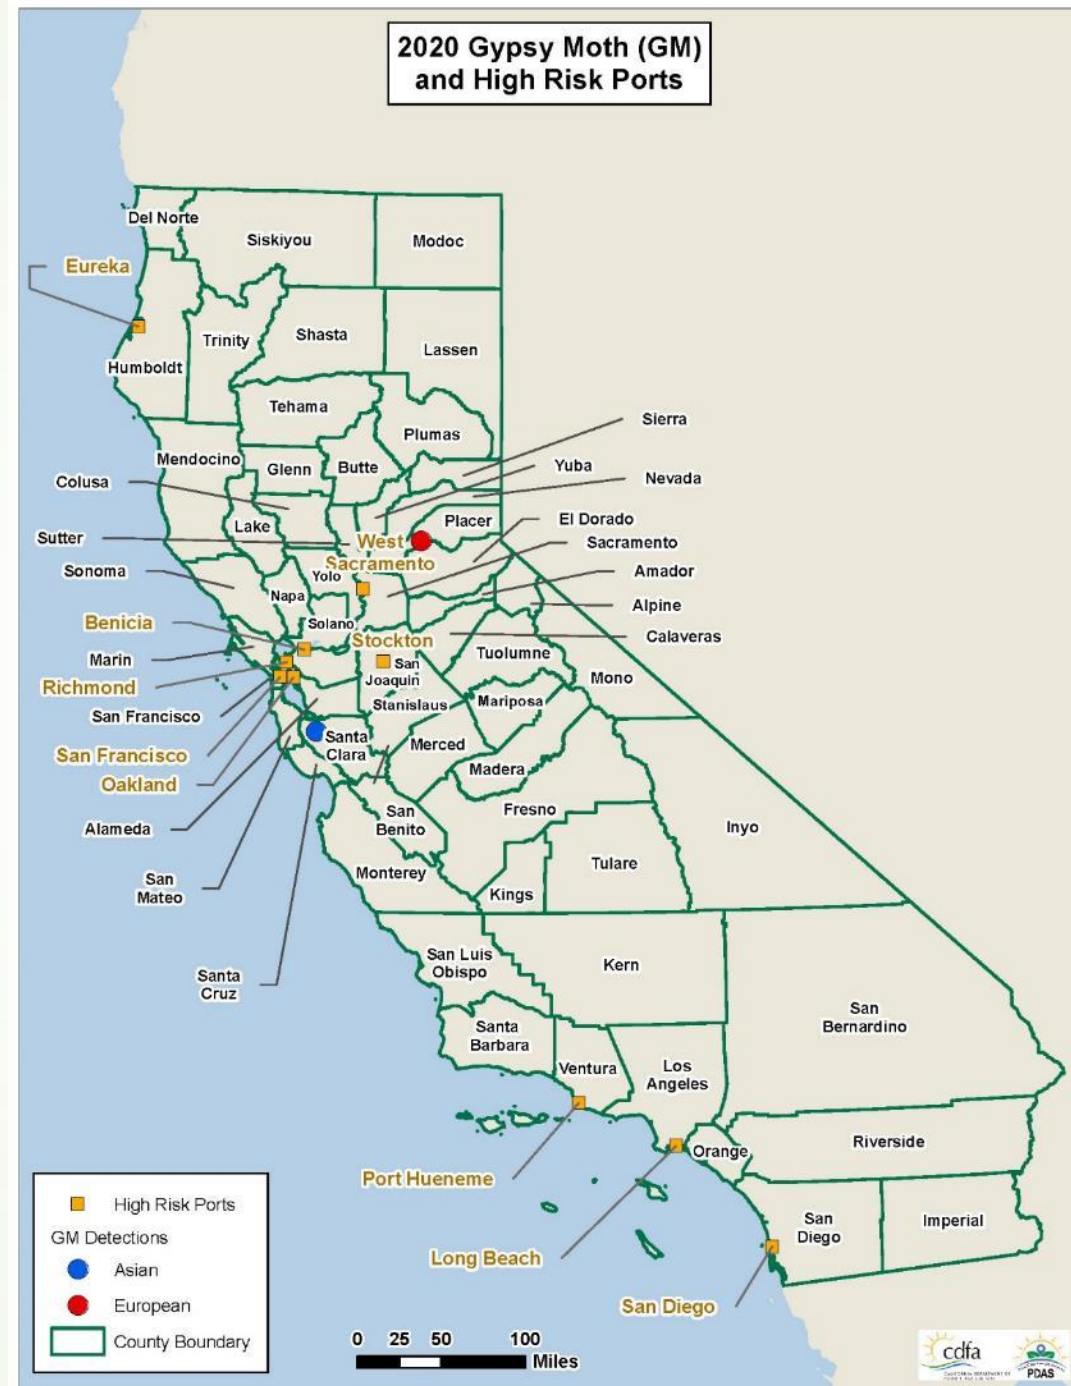 2020 Gypsy Moth (GM)
and High Risk Ports
Del Norte
Siskiyou
Modoc
Eureka
Trinity
Shasta
Lassen
Humboldt
Tehama
Plumas
Sierra
Mendocino
Glenn
Butte
Yuba
Nevada
Colusa
Lake
Placer
El Dorado
Sutter
West
Sacramento
Sacramento
Sonoma
Yolo
Napa
Amador
Alpine
Benicia
Solano
Stockton
Calaveras
Marin
Tuolumne
San
Joaquin
Mono
Richmond
Stanislaus
Mariposa
San Francisco
San Francisco
Santa
Clara
Merced
Madera
Oakland
Fresno
Alameda
San
Benito
Inyo
Tulare
San
Mateo
Monterey
Kings
Santa
Cruz
San Luis
Obispo
Kern
San
Bernardino
Santa
Barbara
Ventura
Los
Angeles
Orange
Riverside
Port Hueneme
San
Diego
Imperial
Long Beach
San Diego
High Risk Ports
GM Detections
Asian
European
County Boundary
0 25 50 100
Miles
cdfa
PDAS